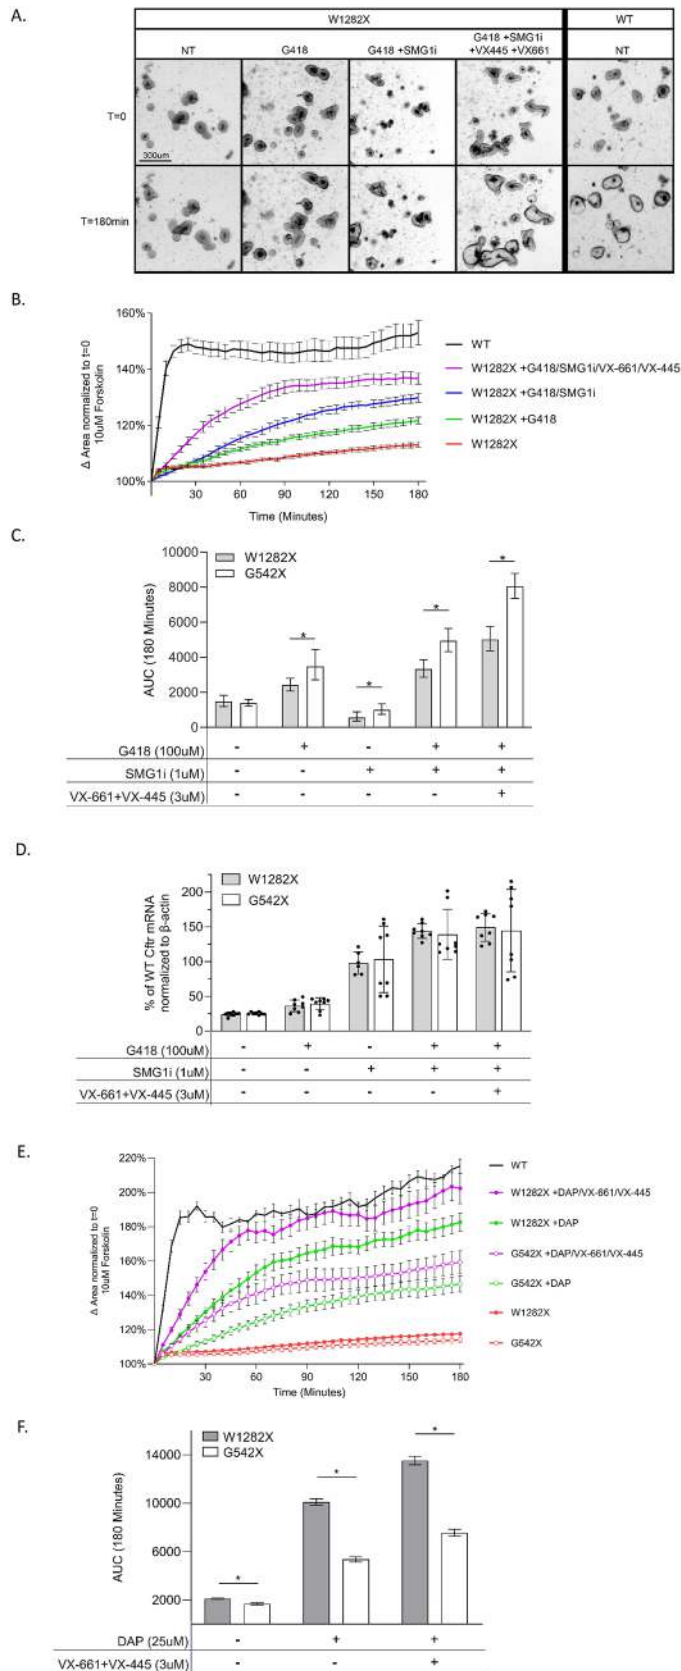 A.
W1282X WT
NT G418 G418 +SMG1i G418 +SMG1i +VX445 +VX661 NT
T=0
300um
T=180min
B.
160%
140%
120%
100%
Δ Area normalized to t=0
10uM Forskolin
30 60 90 120 150 180
Time (Minutes)
WT
W1282X +G418/SMG1i/VX-661/VX-445
W1282X +G418/SMG1i
W1282X +G418
W1282X
C.
10000
8000
6000
4000
2000
0
AUC (180 Minutes)
W1282X
G542X
* * * *
G418 (100uM) - + - + +
SMG1i (1uM) - - + + +
VX-661+VX-445 (3uM) - - - - +
D.
200
150
100
50
0
% of WT Cftr mRNA
normalized to β-actin
W1282X
G542X
G418 (100uM) - + - + +
SMG1i (1uM) - - + + +
VX-661+VX-445 (3uM) - - - - +
E.
220%
200%
180%
160%
140%
120%
100%
Δ Area normalized to t=0
10uM Forskolin
30 60 90 120 150 180
Time (Minutes)
WT
W1282X +DAP/VX-661/VX-445
W1282X +DAP
G542X +DAP/VX-661/VX-445
G542X +DAP
W1282X
G542X
F.
14000
10000
6000
2000
AUC (180 Minutes)
W1282X
G542X
* * *
DAP (25uM) - + +
VX-661+VX-445 (3uM) - - +